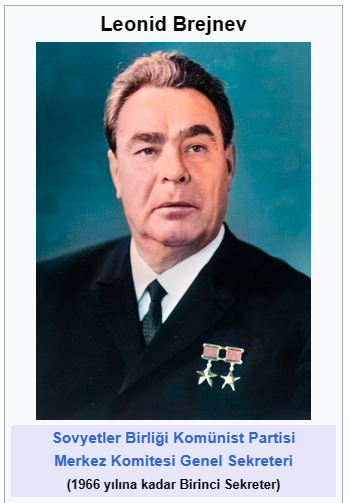 Leonid Brejnev
Sovyetler Birliği Komünist Partisi
Merkez Komitesi Genel Sekreteri
(1966 yılına kadar Birinci Sekreter)